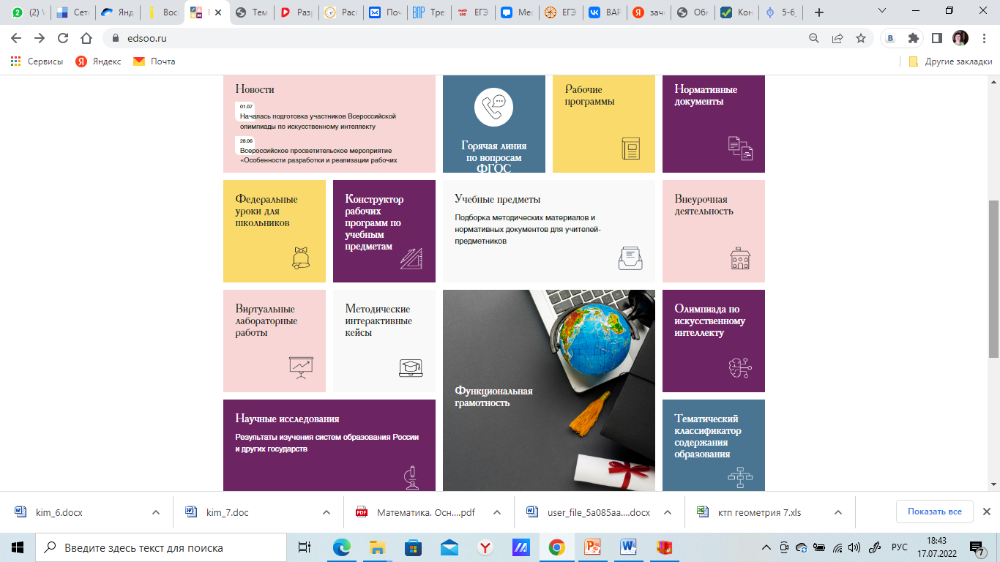 (2) \
Сете
Янд
Вос
Тем
Раз
Рас
Поч
ВПР
Тре
ЕГЭ
Мес
ЕГЭ
ВАР
зач
Обн
Кон
5-6
edsoo.ru
Сервисы
Яндекс
Почта
Другие закладки
Новости
01.07
Началась подготовка участников Всероссийской
олимпиады по искусственному интеллекту
28.06
Всероссийское просветительское мероприятие
«Особенности разработки и реализации рабочих
Горячая линия
по вопросам
ФГОС
Рабочие
программы
Нормативные
документы
Федеральные
уроки для
школьников
Конструктор
рабочих
программ по
учебным
предметам
Учебные предметы
Подборка методических материалов и
нормативных документов для учителей-
предметников
Внеурочная
деятельность
Виртуальные
лабораторные
работы
Методические
интерактивные
кейсы
Функциональная
грамотность
Олимпиада по
искусственному
интеллекту
Научные исследования
Результаты изучения систем образования России
и других государств
Тематический
классификатор
содержания
образования
kim_6.docx
kim_7.doc
PDF
Математика. Осн....pdf
user_file_5a085aa....docx
ктп геометрия 7.xls
Показать все
Введите здесь текст для поиска
РУС
18:43
17.07.2022
7